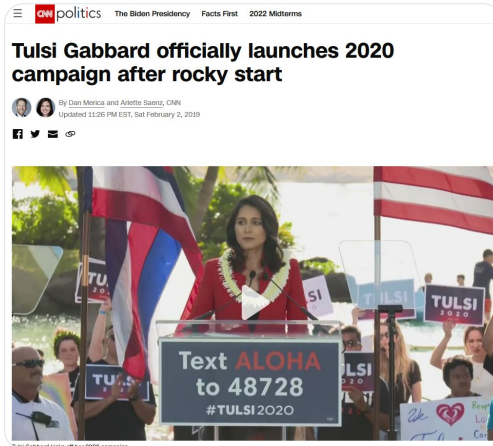 CNN politics The Biden Presidency Facts First 2022 Midterms
Tulsi Gabbard officially launches 2020
campaign after rocky start
By Dan Merica and Arlette Saenz, CNN
Updated 11:26 PM EST, Sat February 2, 2019
TULSI
2020
Text ALOHA
to 48728
#TULSI2020
TULSI
2020